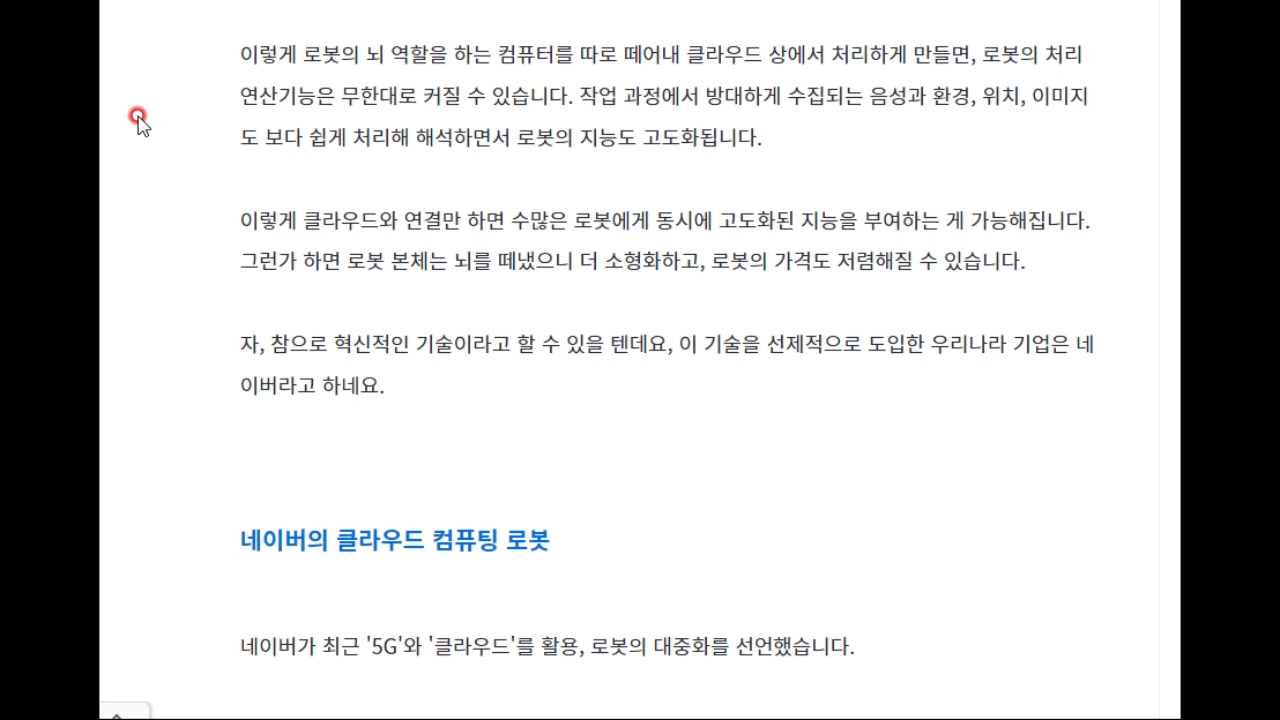 이렇게 로봇의 뇌 역할을 하는 컴퓨터를 따로 떼어내 클라우드 상에서 처리하게 만들면, 로봇의 처리
연산기능은 무한대로 커질 수 있습니다. 작업 과정에서 방대하게 수집되는 음성과 환경, 위치, 이미지
도 보다 쉽게 처리해 해석하면서 로봇의 지능도 고도화됩니다.
이렇게 클라우드와 연결만 하면 수많은 로봇에게 동시에 고도화된 지능을 부여하는 게 가능해집니다.
그런가 하면 로봇 본체는 뇌를 떼냈으니 더 소형화하고, 로봇의 가격도 저렴해질 수 있습니다.
자, 참으로 혁신적인 기술이라고 할 수 있을 텐데요, 이 기술을 선제적으로 도입한 우리나라 기업은 네
이버라고 하네요.
네이버의 클라우드 컴퓨팅 로봇
네이버가 최근 '5G'와 '클라우드'를 활용, 로봇의 대중화를 선언했습니다.